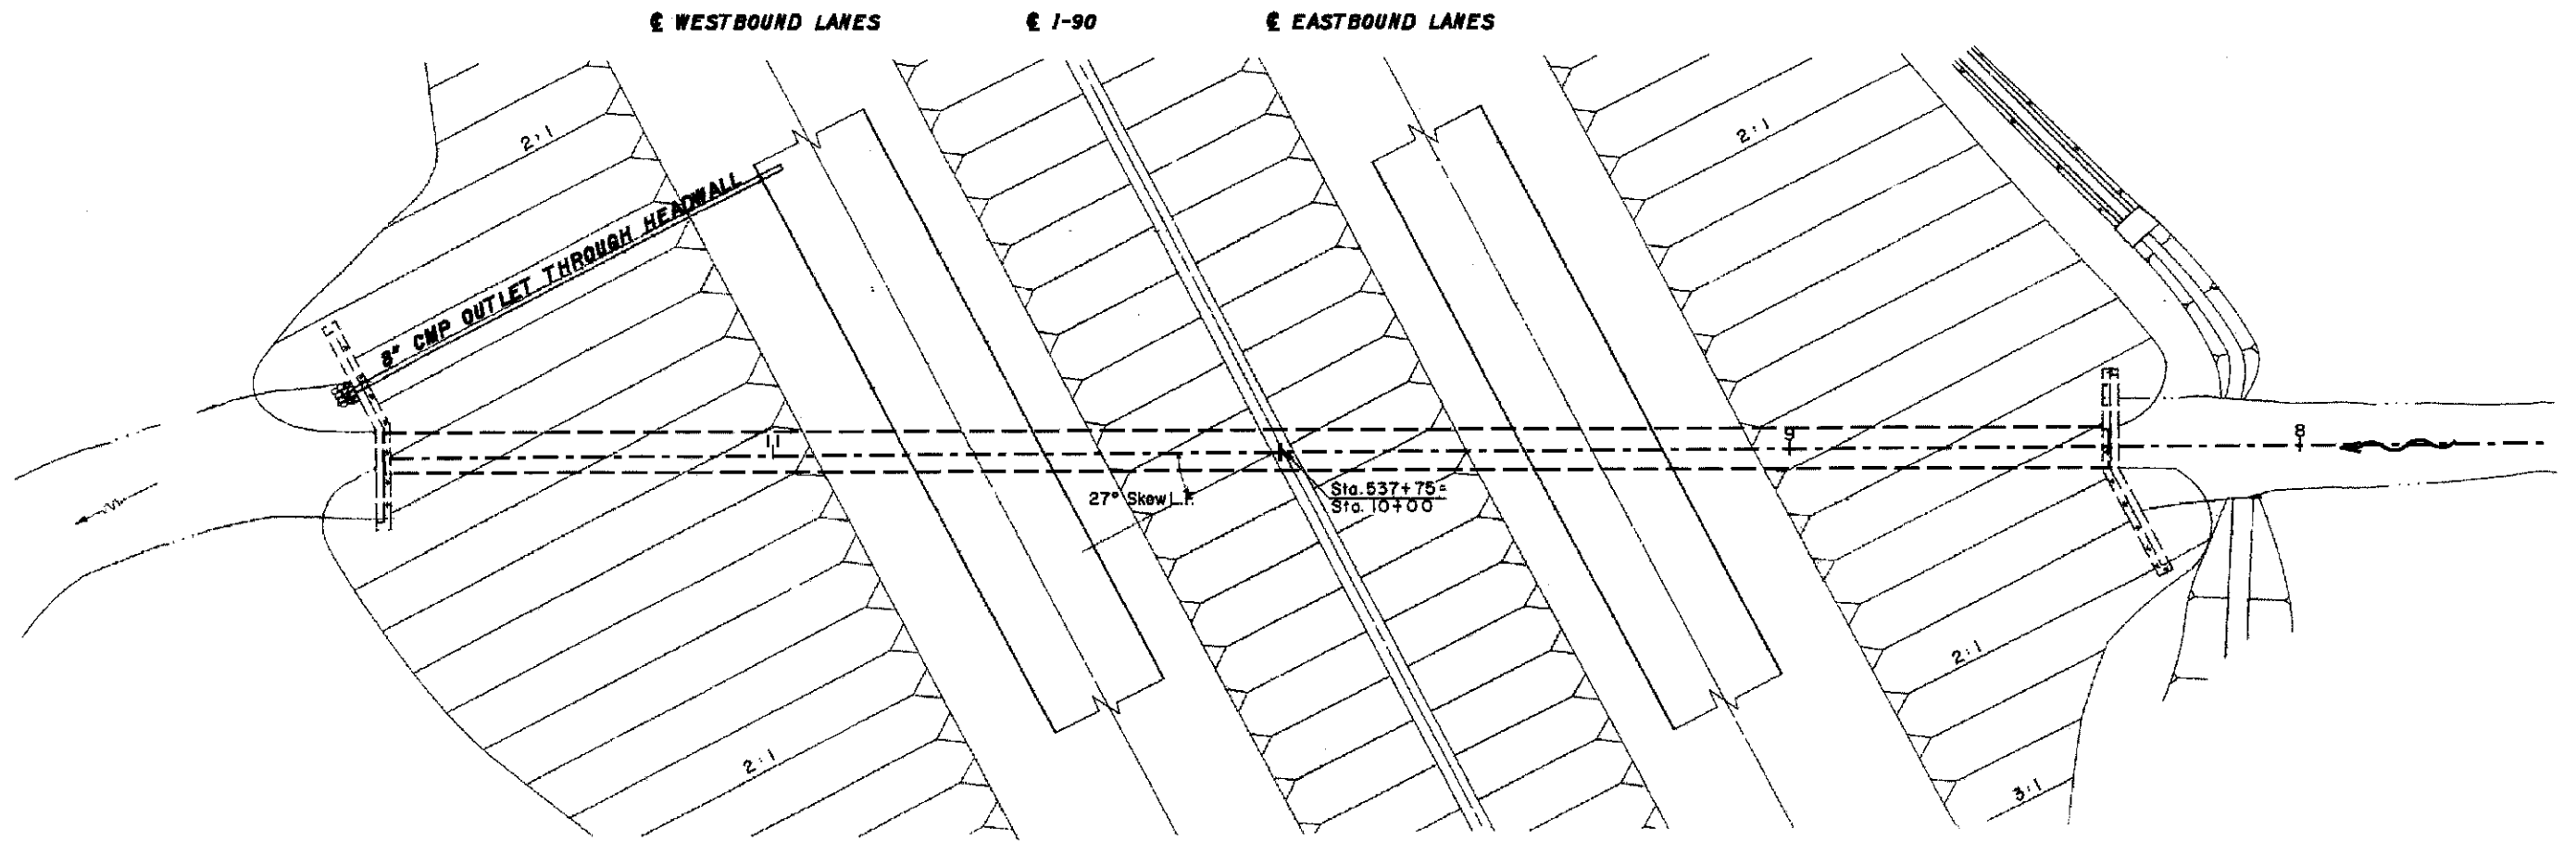 ℄ WESTBOUND LANES
℄ I-90
℄ EASTBOUND LANES
2:1
2:1
8" CMP OUTLET THROUGH HEADWALL
11
9
8
27° Skew L.F.
Sta. 537+75=
Sta. 10+00
2:1
2:1
3:1